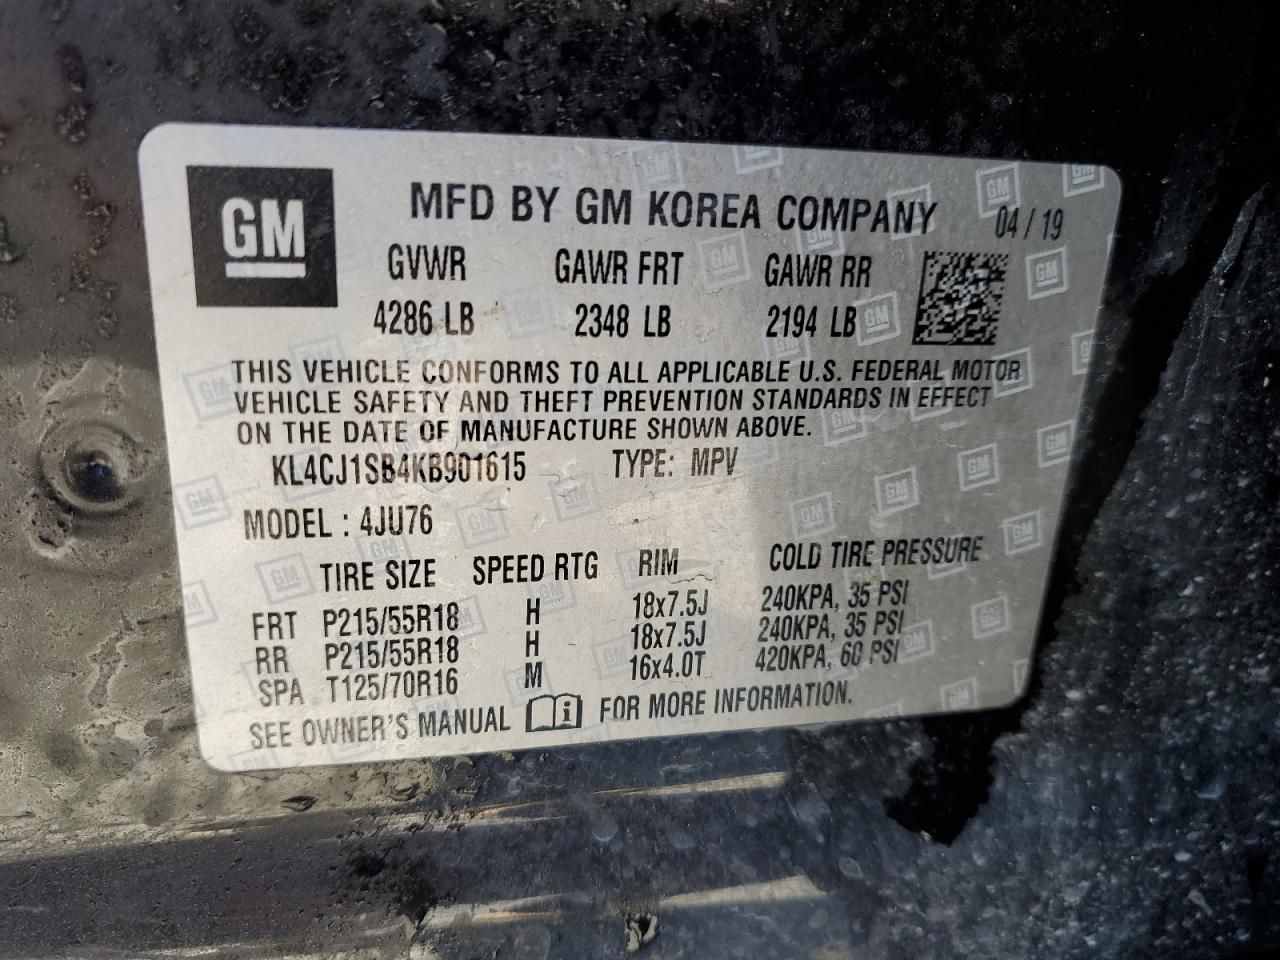 GM
MFD BY GM KOREA COMPANY 04 / 19
GVWR GAWR FRT GAWR RR
4286 LB 2348 LB 2194 LB
THIS VEHICLE CONFORMS TO ALL APPLICABLE U.S. FEDERAL MOTOR
VEHICLE SAFETY AND THEFT PREVENTION STANDARDS IN EFFECT
ON THE DATE OF MANUFACTURE SHOWN ABOVE.
KL4CJ1SB4KB901615 TYPE: MPV
MODEL : 4JU76
TIRE SIZE SPEED RTG RIM COLD TIRE PRESSURE
FRT P215/55R18 H 18x7.5J 240KPA, 35 PSI
RR P215/55R18 H 18x7.5J 240KPA, 35 PSI
SPA T125/70R16 M 16x4.0T 420KPA, 60 PSI
SEE OWNER'S MANUAL i FOR MORE INFORMATION.